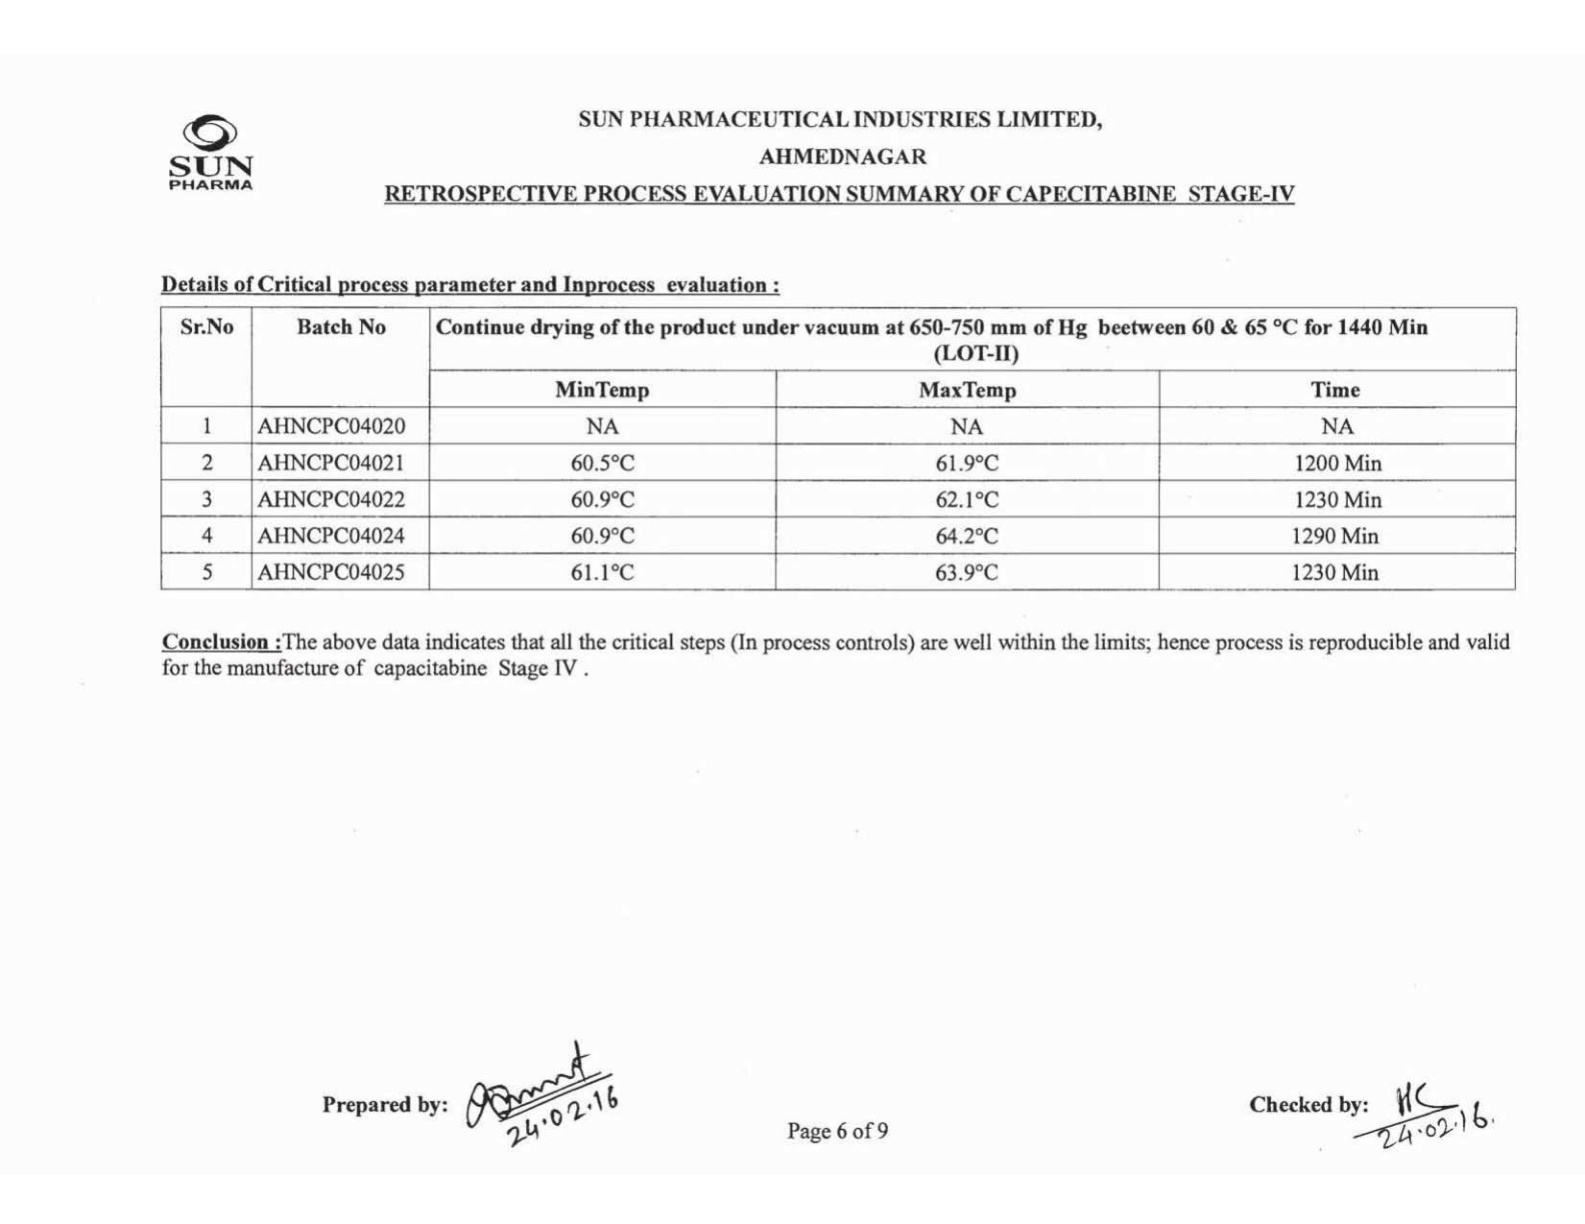 SUN PHARMACEUTICAL INDUSTRIES LIMITED,
SUN
PHARMA
AHMEDNAGAR
RETROSPECTIVE PROCESS EVALUATION SUMMARY OF CAPECITABINE STAGE-IV
Details of Critical process parameter and Inprocess evaluation :
Sr.No Batch No Continue drying of the product under vacuum at 650-750 mm of Hg beetween 60 & 65 °C for 1440 Min
(LOT-II)
MinTemp MaxTemp Time
1 AHNCPC04020 NA NA NA
2 AHNCPC04021 60.5°C 61.9°C 1200 Min
3 AHNCPC04022 60.9°C 62.1°C 1230 Min
4 AHNCPC04024 60.9°C 64.2°C 1290 Min
5 AHNCPC04025 61.1°C 63.9°C 1230 Min
Conclusion :The above data indicates that all the critical steps (In process controls) are well within the limits; hence process is reproducible and valid
for the manufacture of capacitabine Stage IV .
Prepared by:
24.02.16
Page 6 of 9
Checked by: HC
24.02.16.